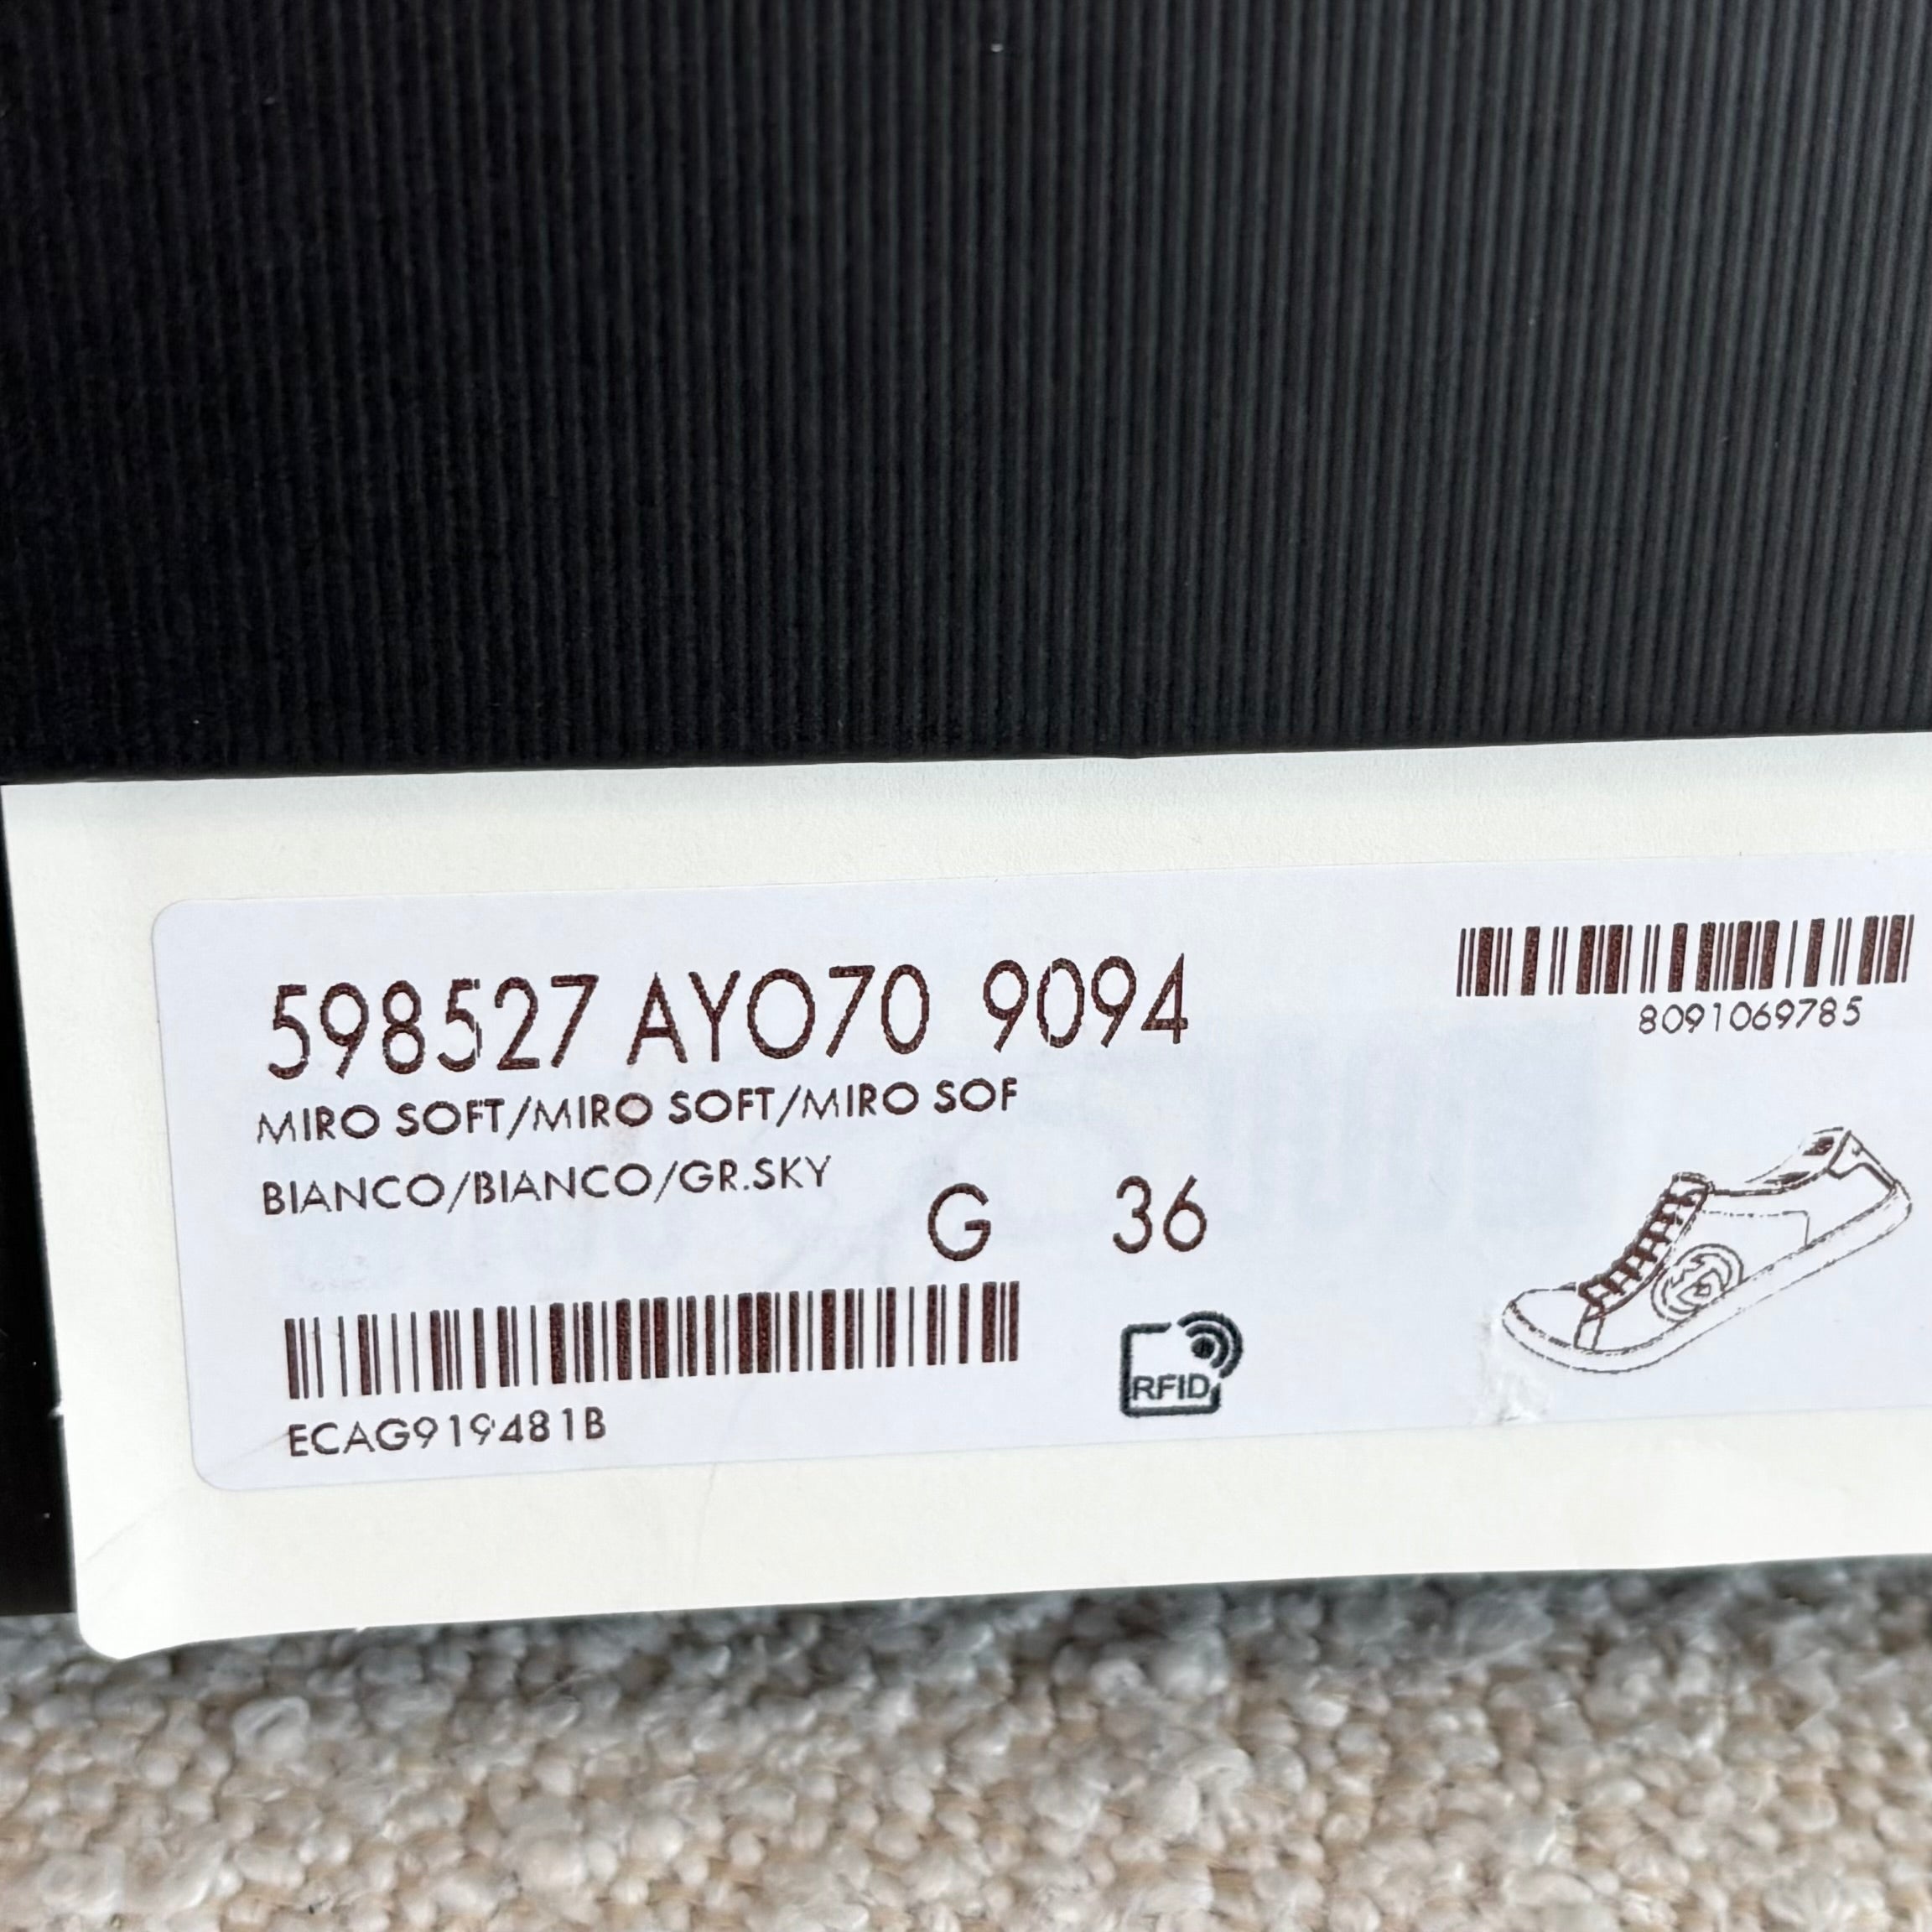 598527 AYO70 9094
8091069785
MIRO SOFT/MIRO SOFT/MIRO SOF
BIANCO/BIANCO/GR.SKY
G 36
RFID
ECAG919481B